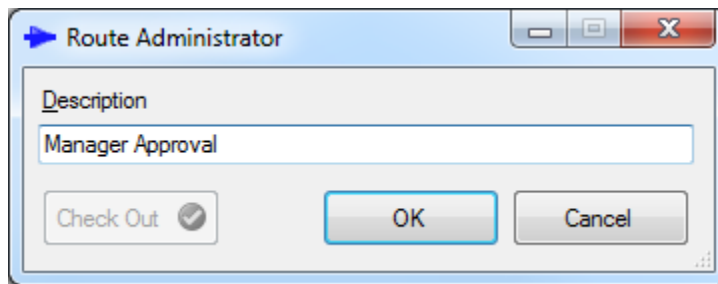 Route Administrator
Description
Manager Approval
Check Out
OK
Cancel